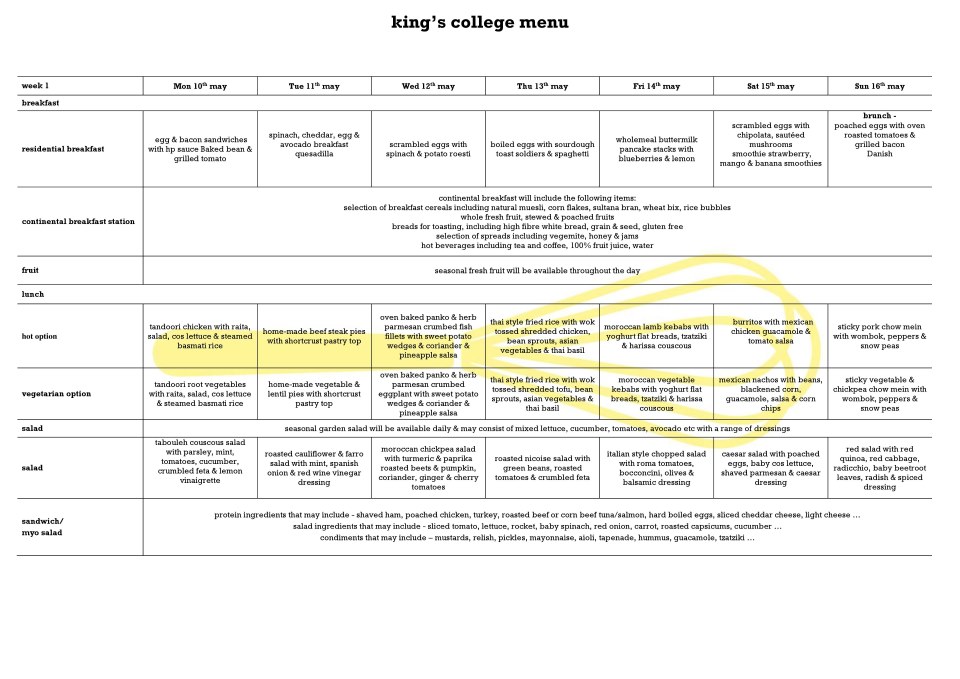 king's college menu
week 1
Mon 10th may
Tue 11th may
Wed 12th may
Thu 13th may
Fri 14th may
Sat 15th may
Sun 16th may
breakfast
residential breakfast
egg & bacon sandwiches
with hp sauce Baked bean &
grilled tomato
spinach, cheddar, egg &
avocado breakfast
quesadilla
scrambled eggs with
spinach & potato roesti
boiled eggs with sourdough
toast soldiers & spaghetti
wholemeal buttermilk
pancake stacks with
blueberries & lemon
scrambled eggs with
chipolata, sautéed
mushrooms
smoothie strawberry,
mango & banana smoothies
brunch -
poached eggs with oven
roasted tomatoes &
grilled bacon
Danish
continental breakfast station
continental breakfast will include the following items:
selection of breakfast cereals including natural muesli, corn flakes, sultana bran, wheat bix, rice bubbles
whole fresh fruit, stewed & poached fruits
breads for toasting, including high fibre white bread, grain & seed, gluten free
selection of spreads including vegemite, honey & jams
hot beverages including tea and coffee, 100% fruit juice, water
fruit
seasonal fresh fruit will be available throughout the day
lunch
hot option
tandoori chicken with raita,
salad, cos lettuce & steamed
basmati rice
home-made beef steak pies
with shortcrust pastry top
oven baked panko & herb
parmesan crumbed fish
fillets with sweet potato
wedges & coriander &
pineapple salsa
thai style fried rice with wok
tossed shredded chicken,
bean sprouts, asian
vegetables & thai basil
moroccan lamb kebabs with
yoghurt flat breads, tzatziki
& harissa couscous
burritos with mexican
chicken guacamole &
tomato salsa
sticky pork chow mein
with wombok, peppers &
snow peas
vegetarian option
tandoori root vegetables
with raita, salad, cos lettuce
& steamed basmati rice
home-made vegetable &
lentil pies with shortcrust
pastry top
oven baked panko & herb
parmesan crumbed
eggplant with sweet potato
wedges & coriander &
pineapple salsa
thai style fried rice with wok
tossed shredded tofu, bean
sprouts, asian vegetables &
thai basil
moroccan vegetable
kebabs with yoghurt flat
breads, tzatziki & harissa
couscous
mexican nachos with beans,
blackened corn,
guacamole, salsa & corn
chips
sticky vegetable &
chickpea chow mein with
wombok, peppers &
snow peas
salad
seasonal garden salad will be available daily & may consist of mixed lettuce, cucumber, tomatoes, avocado etc with a range of dressings
salad
tabouleh couscous salad
with parsley, mint,
tomatoes, cucumber,
crumbled feta & lemon
vinaigrette
roasted cauliflower & farro
salad with mint, spanish
onion & red wine vinegar
dressing
moroccan chickpea salad
with turmeric & paprika
roasted beets & pumpkin,
coriander, ginger & cherry
tomatoes
roasted nicoise salad with
green beans, roasted
tomatoes & crumbled feta
italian style chopped salad
with roma tomatoes,
bocconcini, olives &
balsamic dressing
caesar salad with poached
eggs, baby cos lettuce,
shaved parmesan & caesar
dressing
red salad with red
quinoa, red cabbage,
radicchio, baby beetroot
leaves, radish & spiced
dressing
sandwich/
myo salad
protein ingredients that may include - shaved ham, poached chicken, turkey, roasted beef or corn beef tuna/salmon, hard boiled eggs, sliced cheddar cheese, light cheese …
salad ingredients that may include - sliced tomato, lettuce, rocket, baby spinach, red onion, carrot, roasted capsicums, cucumber …
condiments that may include – mustards, relish, pickles, mayonnaise, aioli, tapenade, hummus, guacamole, tzatziki …